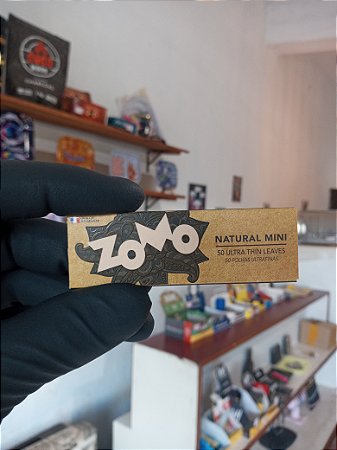 ZOMO
NATURAL MINI
50 ULTRA THIN LEAVES
50 FOLHAS ULTRAFINAS